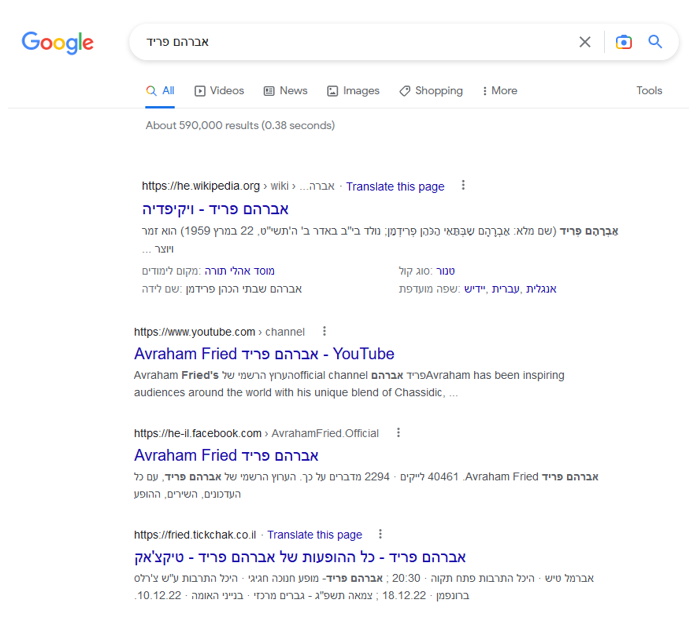 Google
אברהם פריד
All Videos News Images Shopping More Tools
About 590,000 results (0.38 seconds)
https://he.wikipedia.org › wiki › ...אברה · Translate this page
אברהם פריד - ויקיפדיה
אַבְרָהָם פְרִיד (שם מלא: אַבְרָהָם שַבְּתַאי הַכֹּהֵן פְרִידְמַן; נולד בי"ב באדר ב' ה'תשי"ט, 22 במרץ 1959) הוא זמר
ויוצר ...
מקום לימודים: מוסד אהלי תורה סוג קול: טנור
שם לידה: אברהם שבתי הכהן פרידמן שפה מועדפת: אנגלית, עברית, יידיש
https://www.youtube.com › channel
Avraham Fried אברהם פריד - YouTube
Avraham Fried's הערוץ הרשמי של official channel פריד אברהם Avraham has been inspiring
audiences around the world with his unique blend of Chassidic, ...
https://he-il.facebook.com › AvrahamFried.Official
Avraham Fried אברהם פריד
אברהם פריד Avraham Fried. 40461 לייקים · 2294 מדברים על כך. הערוץ הרשמי של אברהם פריד, עם כל
העדכונים, השירים, ההופע
https://fried.tickchak.co.il · Translate this page
אברהם פריד - כל ההופעות של אברהם פריד - טיקצ'אק
אברמל טיש · היכל התרבות פתח תקוה · 20:30 ; אברהם פריד- מופע חנוכה חגיגי · היכל התרבות ע"ש צ'רלס
ברונפמן · 18.12.22 ; צמאה תשפ"ג - גברים מרכזי · בנייני האומה · 10.12.22.